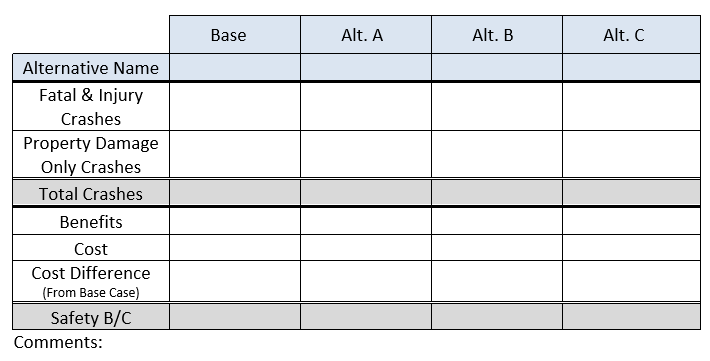 Base Alt. A Alt. B Alt. C
Alternative Name
Fatal & Injury
Crashes
Property Damage
Only Crashes
Total Crashes
Benefits
Cost
Cost Difference
(From Base Case)
Safety B/C
Comments: